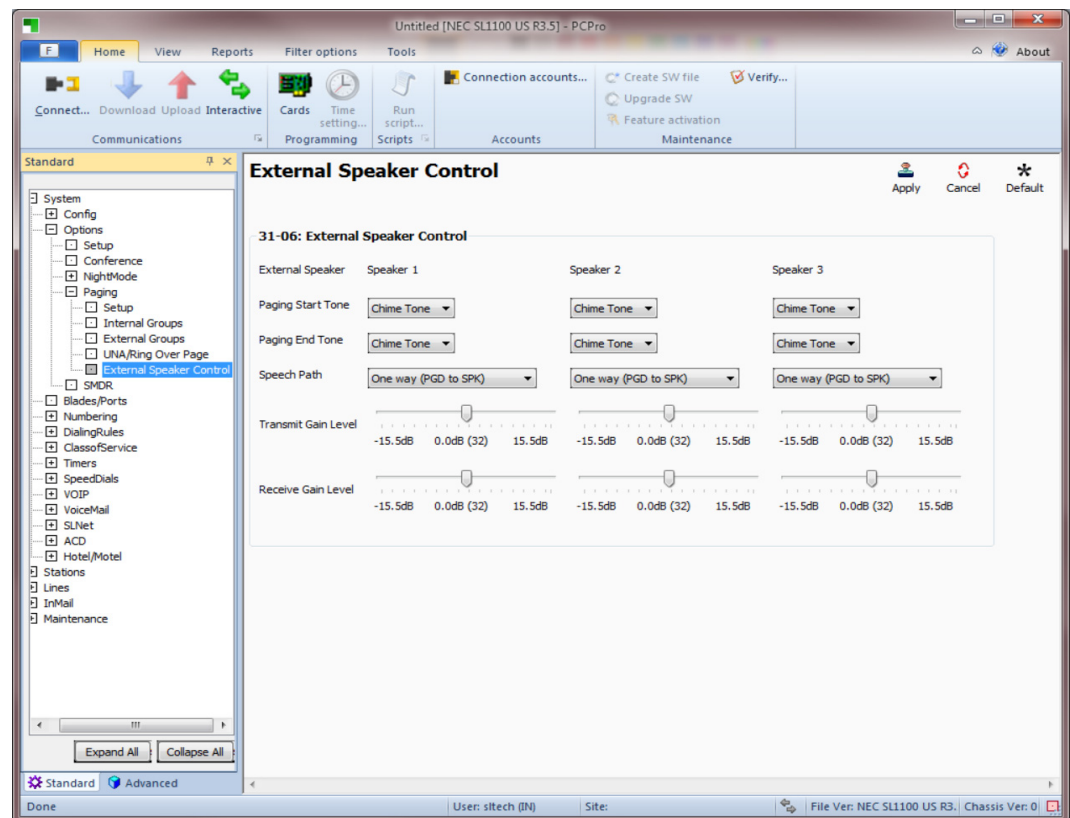 Untitled [NEC SL1100 US R3.5] - PCPro
F Home View Reports Filter options Tools About
Connect... Download Upload Interactive
Communications
Cards Time setting...
Programming
Run script...
Scripts
Connection accounts...
Accounts
Create SW file Verify...
Upgrade SW
Feature activation
Maintenance
Standard
System
Config
Options
Setup
Conference
NightMode
Paging
Setup
Internal Groups
External Groups
UNA/Ring Over Page
External Speaker Control
SMDR
Blades/Ports
Numbering
DialingRules
ClassofService
Timers
SpeedDials
VOIP
VoiceMail
SLNet
ACD
Hotel/Motel
Stations
Lines
InMail
Maintenance
Expand All Collapse All
Standard Advanced
External Speaker Control
Apply Cancel Default
31-06: External Speaker Control
External Speaker Speaker 1 Speaker 2 Speaker 3
Paging Start Tone Chime Tone Chime Tone Chime Tone
Paging End Tone Chime Tone Chime Tone Chime Tone
Speech Path One way (PGD to SPK) One way (PGD to SPK) One way (PGD to SPK)
Transmit Gain Level
-15.5dB 0.0dB (32) 15.5dB -15.5dB 0.0dB (32) 15.5dB -15.5dB 0.0dB (32) 15.5dB
Receive Gain Level
-15.5dB 0.0dB (32) 15.5dB -15.5dB 0.0dB (32) 15.5dB -15.5dB 0.0dB (32) 15.5dB
Done User: sltech (IN) Site: File Ver: NEC SL1100 US R3. Chassis Ver: 0